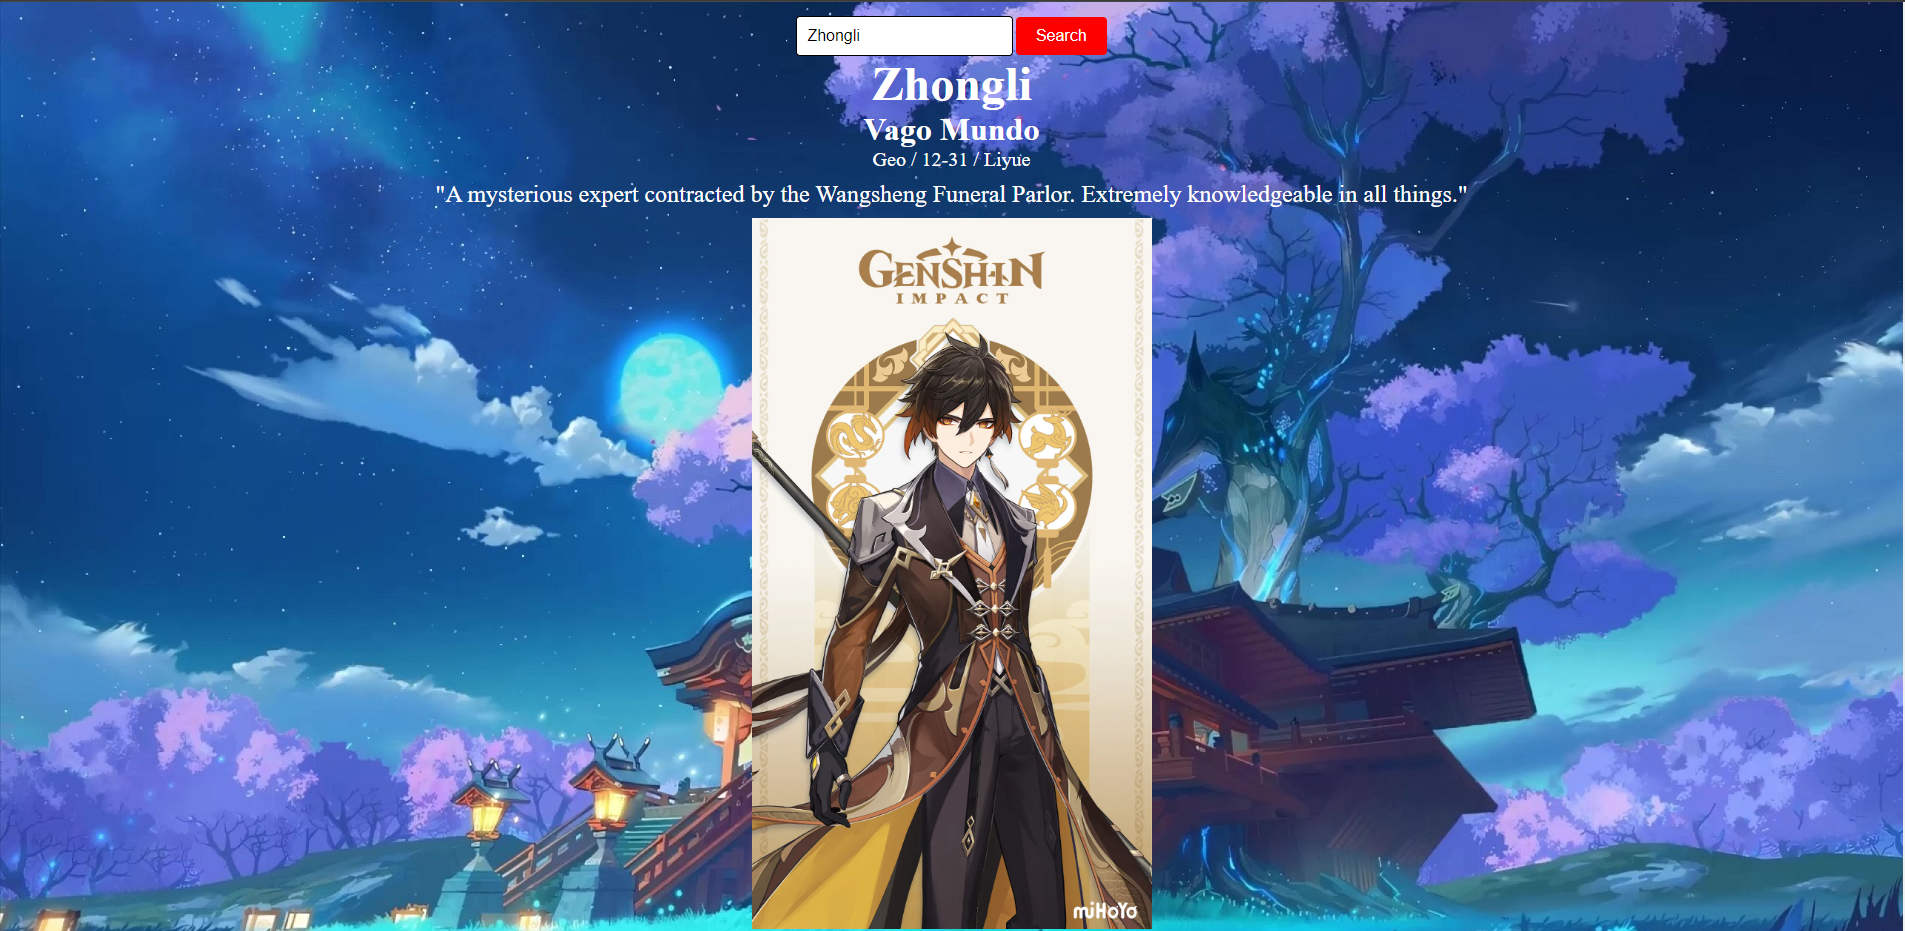 Zhongli
Search
Zhongli
Vago Mundo
Geo / 12-31 / Liyue
"A mysterious expert contracted by the Wangsheng Funeral Parlor. Extremely knowledgeable in all things."
GENSHIN
IMPACT
miHoYo